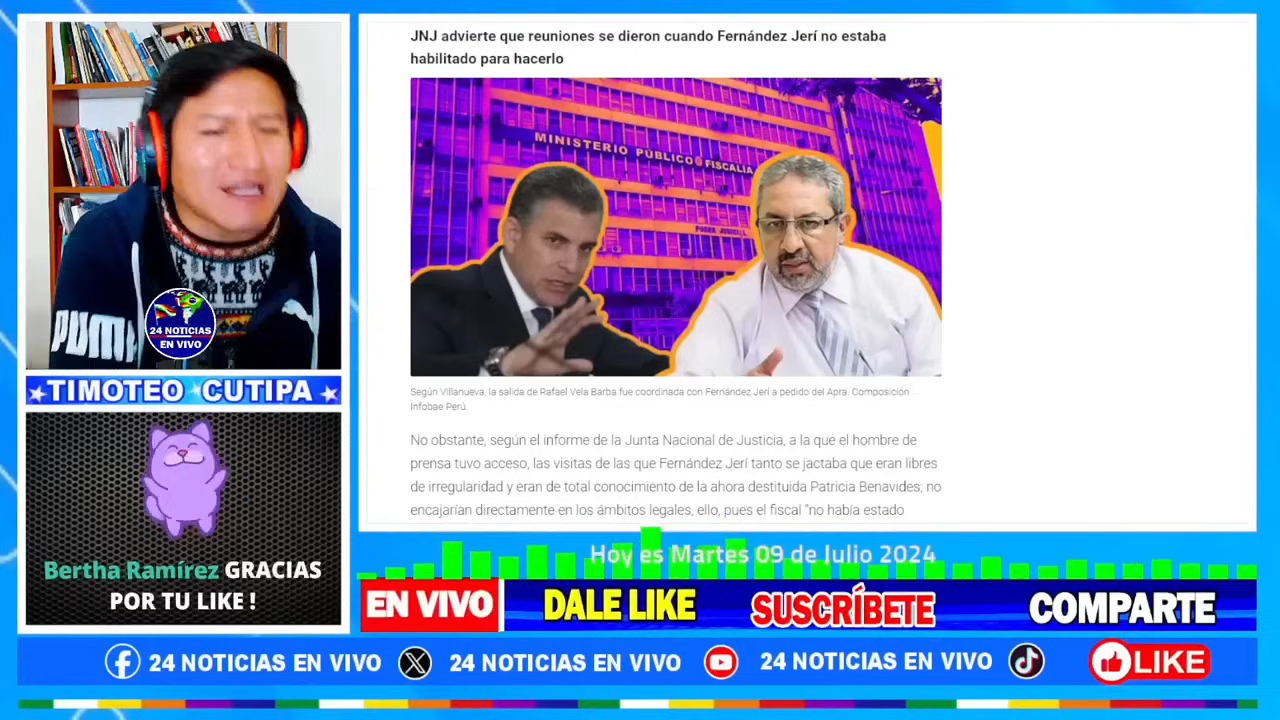 JNJ advierte que reuniones se dieron cuando Fernández Jerí no estaba
habilitado para hacerlo
MINISTERIO PÚBLICO FISCALIA
PODER JUDICIAL
Según Villanueva, la salida de Rafael Vela Barba fue coordinada con Fernández Jerí a pedido del Apra. Composición
Infobae Perú.
No obstante, según el informe de la Junta Nacional de Justicia, a la que el hombre de
prensa tuvo acceso, las visitas de las que Fernández Jerí tanto se jactaba que eran libres
de irregularidad y eran de total conocimiento de la ahora destituida Patricia Benavides; no
encajarían directamente en los ámbitos legales, ello, pues el fiscal "no había estado
PUMA
24 NOTICIAS
EN VIVO
TIMOTEO CUTIPA
Bertha Ramírez GRACIAS
POR TU LIKE !
Hoy es Martes 09 de Julio 2024
EN VIVO DALE LIKE SUSCRÍBETE COMPARTE
24 NOTICIAS EN VIVO 24 NOTICIAS EN VIVO 24 NOTICIAS EN VIVO LIKE